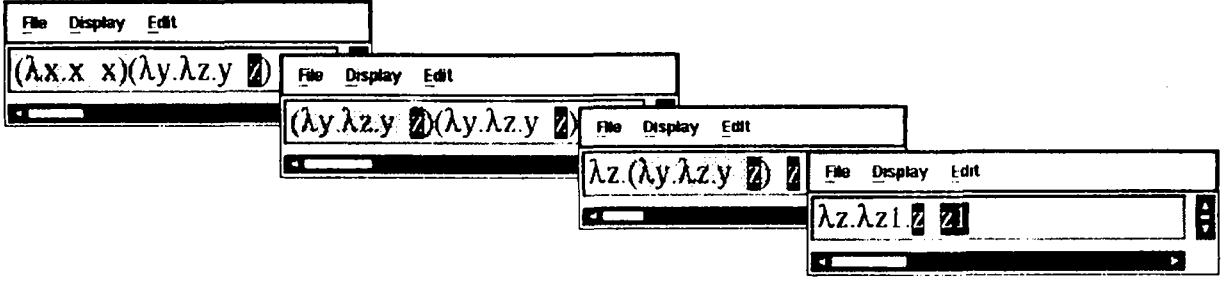 File Display Edit
(λx.x x)(λy.λz.y z)
File Display Edit
(λy.λz.y z)(λy.λz.y z)
File Display Edit
λz.(λy.λz.y z) z
File Display Edit
λz.λz1.z z1